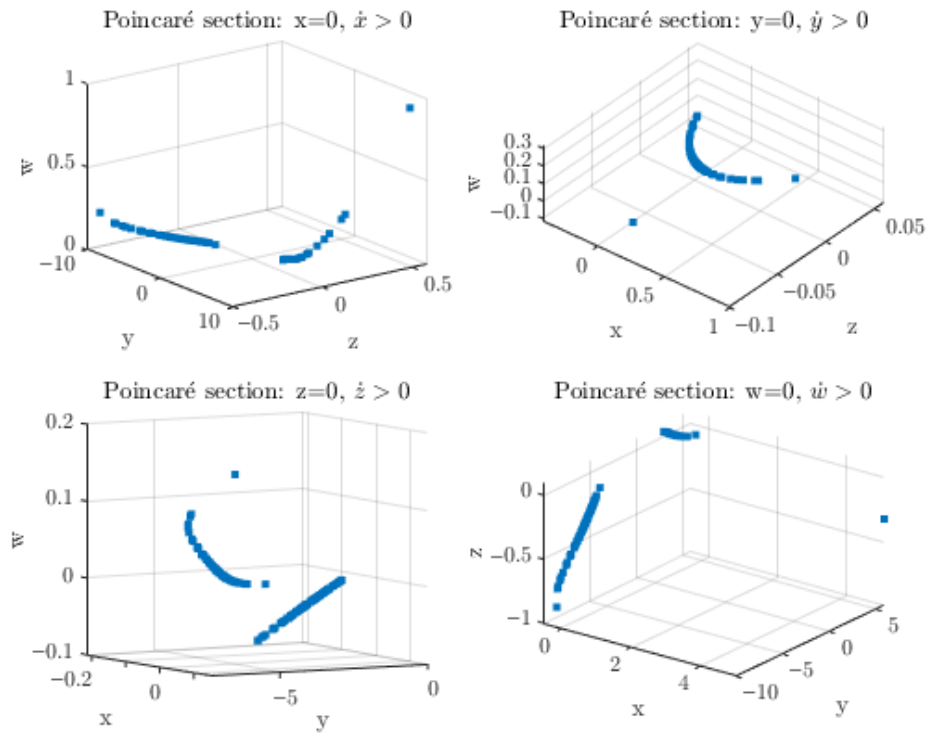 Poincaré section: x=0, ẋ > 0
1
0.5
0
w
−10
0
10
y
−0.5
0
0.5
z
Poincaré section: y=0, ẏ > 0
0.3
0.2
0.1
0
−0.1
w
0
0.5
1
x
−0.1
−0.05
0
0.05
z
Poincaré section: z=0, ż > 0
0.2
0.1
0
−0.1
w
−0.2
0
x
−5
0
y
Poincaré section: w=0, ẇ > 0
0
−0.5
−1
z
0
2
4
x
−10
−5
0
5
y